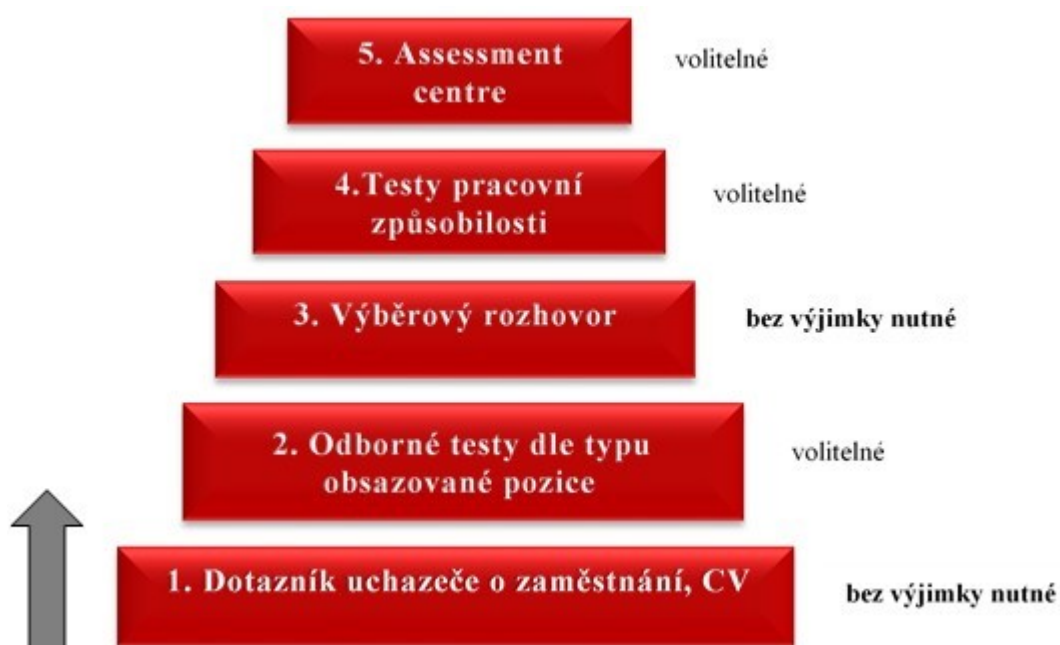 5. Assessment
centre
volitelné
4.Testy pracovní
způsobilosti
volitelné
3. Výběrový rozhovor
bez výjimky nutné
2. Odborné testy dle typu
obsazované pozice
volitelné
1. Dotazník uchazeče o zaměstnání, CV
bez výjimky nutné